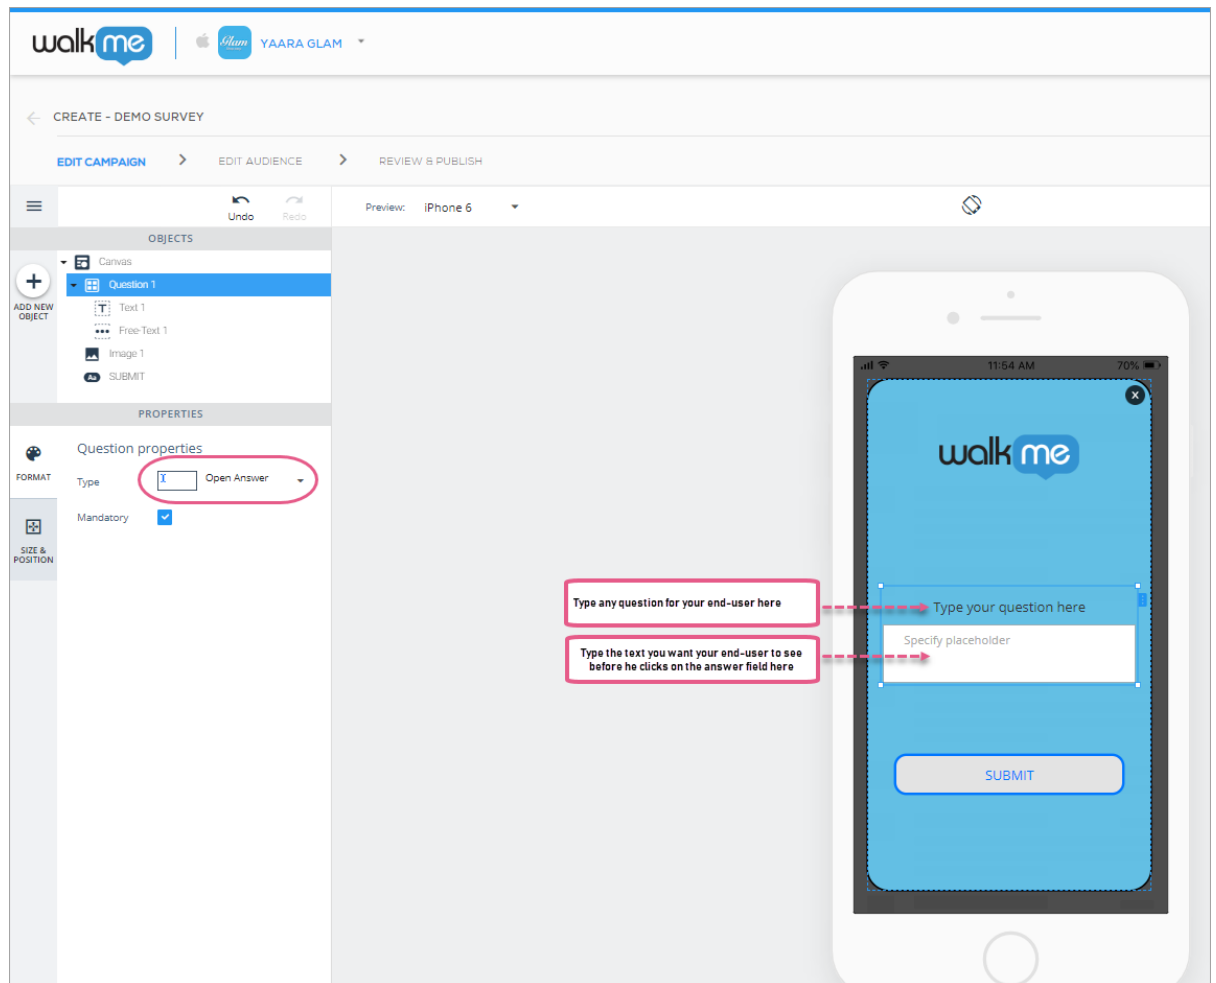 walkme
Glam
YAARA GLAM
CREATE - DEMO SURVEY
EDIT CAMPAIGN
EDIT AUDIENCE
REVIEW & PUBLISH
Undo
Redo
Preview:
iPhone 6
OBJECTS
Canvas
Question 1
ADD NEW
OBJECT
T
Text 1
Free-Text 1
Image 1
Aa
SUBMIT
PROPERTIES
Question properties
FORMAT
Type
Open Answer
Mandatory
SIZE &
POSITION
11:54 AM
70%
X
walkme
Type any question for your end-user here
Type your question here
Type the text you want your end-user to see
before he clicks on the answer field here
Specify placeholder
SUBMIT